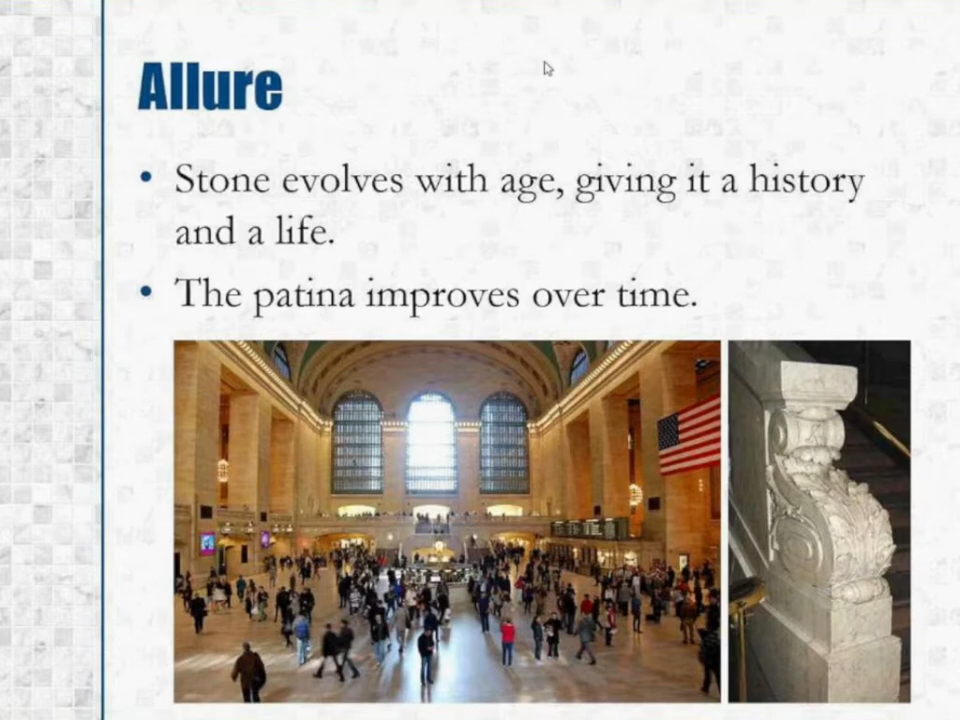 Allure
• Stone evolves with age, giving it a history
and a life.
• The patina improves over time.